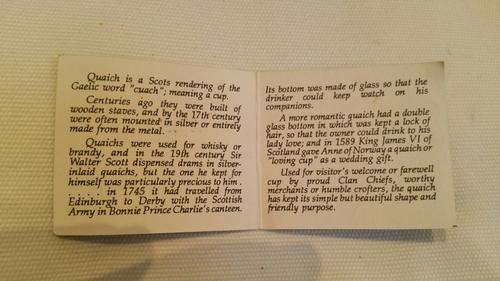 Quaich is a Scots rendering of the
Gaelic word "cuach"; meaning a cup.
Centuries ago they were built of
wooden staves, and by the 17th century
were often mounted in silver or entirely
made from the metal. . .
Quaichs were used for whisky or
brandy, and in the 19th century Sir
Walter Scott dispensed drams in silver-
inlaid quaichs, but the one he kept for
himself was particularly precious to him .
. . . . in 1745 it had travelled from
Edinburgh to Derby with the Scottish
Army in Bonnie Prince Charlie's canteen.
Its bottom was made of glass so that the
drinker could keep watch on his
companions.
A more romantic quaich had a double
glass bottom in which was kept a lock of
hair, so that the owner could drink to his
lady love; and in 1589 King James VI of
Scotland gave Anne of Norway a quaich or
"loving cup" as a wedding gift.
Used for visitor's welcome or farewell
cup by proud Clan Chiefs, worthy
merchants or humble crofters, the quaich
has kept its simple but beautiful shape and
friendly purpose.